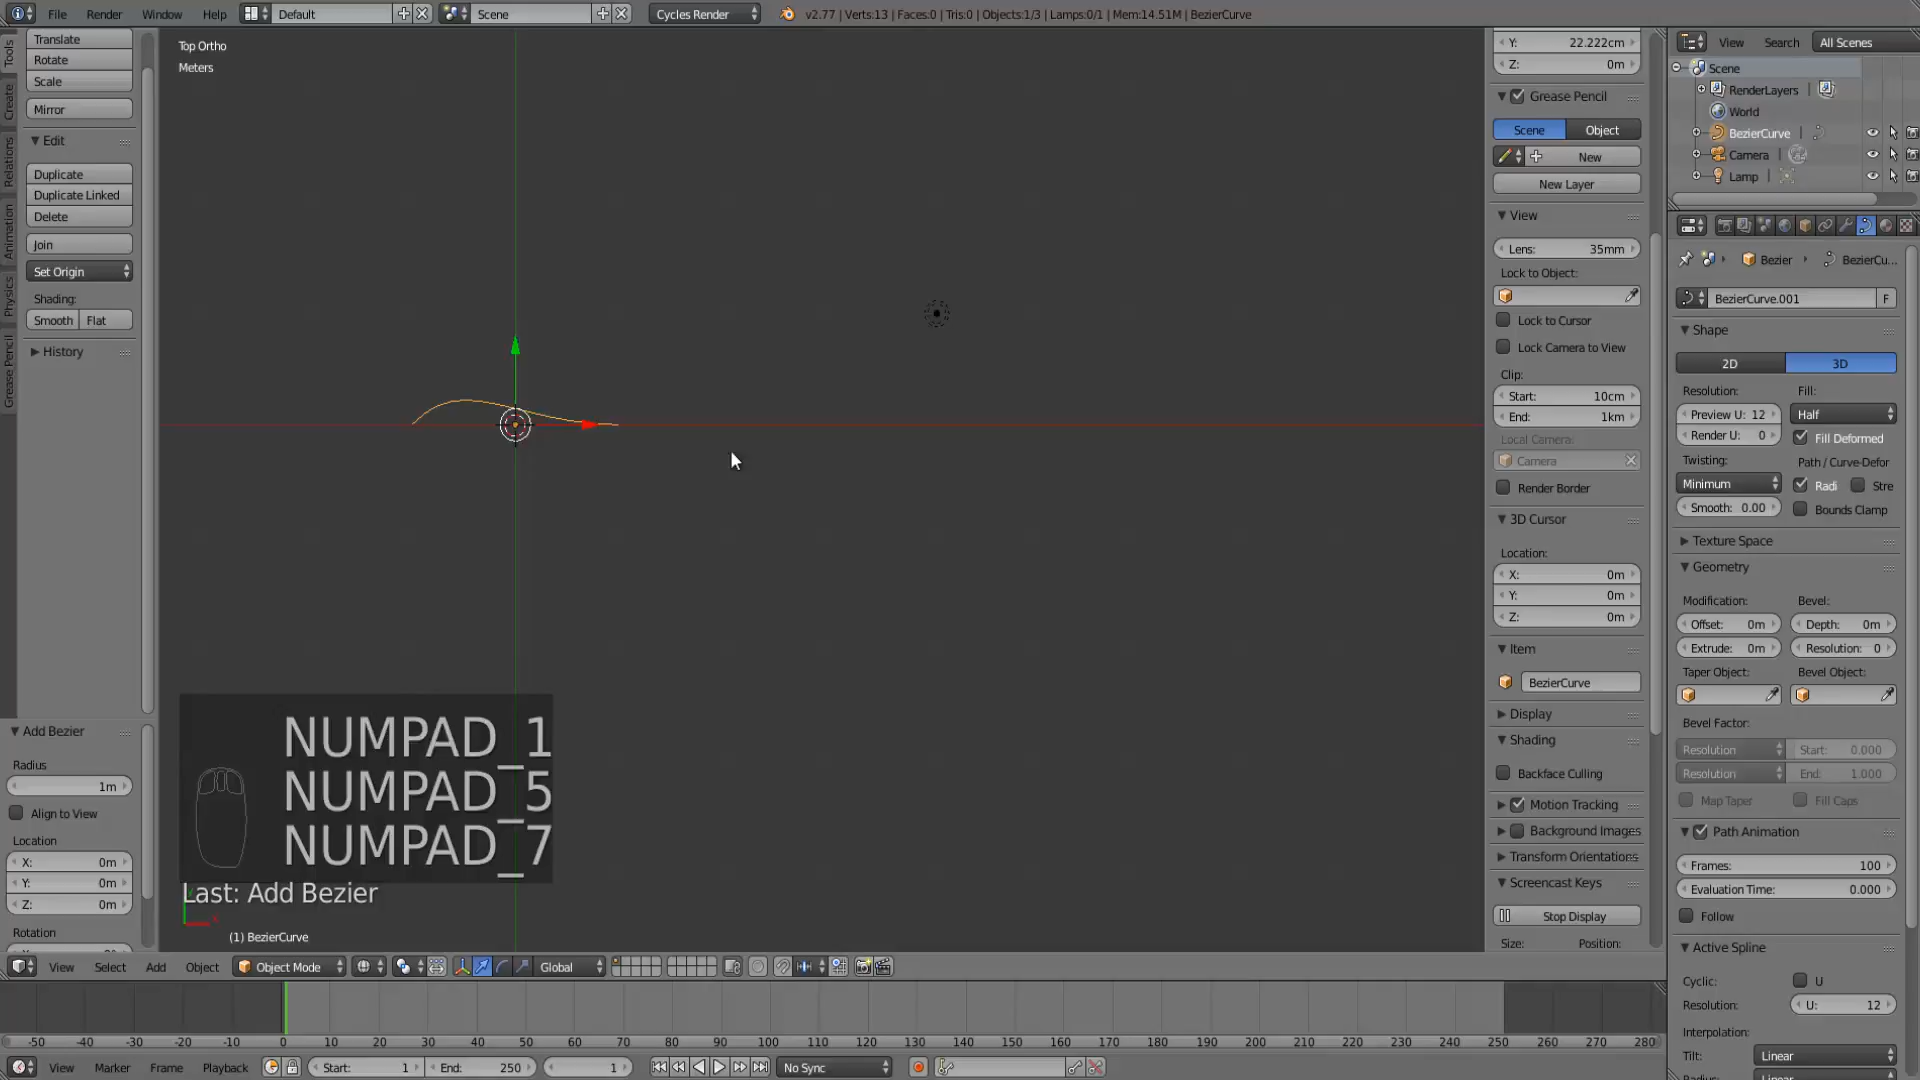 File
Render
Window
Help
Default
Scene
Cycles Render
v2.77 | Verts:13 | Faces:0 | Tris:0 | Objects:1/3 | Lamps:0/1 | Mem:14.51M | BezierCurve
Tools
Create
Relations
Animation
Physics
Grease Pencil
Translate
Rotate
Scale
Mirror
Edit
Duplicate
Duplicate Linked
Delete
Join
Set Origin
Shading:
Smooth
Flat
History
Add Bezier
Radius
1m
Align to View
Location
X: 0m
Y: 0m
Z: 0m
Rotation
Top Ortho
Meters
NUMPAD_1
NUMPAD_5
NUMPAD_7
Last: Add Bezier
(1) BezierCurve
Y: 22.222cm
Z: 0m
Grease Pencil
Scene
Object
New
New Layer
View
Lens: 35mm
Lock to Object:
Lock to Cursor
Lock Camera to View
Clip:
Start: 10cm
End: 1km
Local Camera:
Camera
Render Border
3D Cursor
Location:
X: 0m
Y: 0m
Z: 0m
Item
BezierCurve
Display
Shading
Backface Culling
Motion Tracking
Background Images
Transform Orientations
Screencast Keys
Stop Display
Size:
Position:
View
Search
All Scenes
Scene
RenderLayers
World
BezierCurve
Camera
Lamp
Bezier
BezierCu...
BezierCurve.001
F
Shape
2D
3D
Resolution:
Fill:
Preview U: 12
Half
Render U: 0
Fill Deformed
Twisting:
Path / Curve-Defor
Minimum
Radi
Stre
Smooth: 0.00
Bounds Clamp
Texture Space
Geometry
Modification:
Bevel:
Offset: 0m
Depth: 0m
Extrude: 0m
Resolution: 0
Taper Object:
Bevel Object:
Bevel Factor:
Resolution
Start: 0.000
Resolution
End: 1.000
Map Taper
Fill Caps
Path Animation
Frames: 100
Evaluation Time: 0.000
Follow
Active Spline
Cyclic:
U
Resolution:
U: 12
Interpolation:
Tilt:
Linear
View
Select
Add
Object
Object Mode
Global
-50 -40 -30 -20 -10 0 10 20 30 40 50 60 70 80 90 100 110 120 130 140 150 160 170 180 190 200 210 220 230 240 250 260 270 280
View
Marker
Frame
Playback
Start: 1
End: 250
1
No Sync